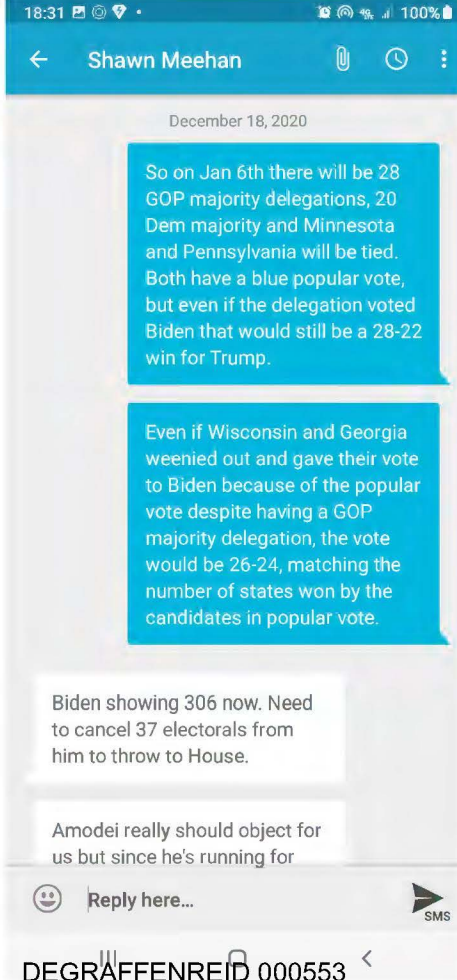 18:31 100%
Shawn Meehan
December 18, 2020
So on Jan 6th there will be 28
GOP majority delegations, 20
Dem majority and Minnesota
and Pennsylvania will be tied.
Both have a blue popular vote,
but even if the delegation voted
Biden that would still be a 28-22
win for Trump.
Even if Wisconsin and Georgia
weenied out and gave their vote
to Biden because of the popular
vote despite having a GOP
majority delegation, the vote
would be 26-24, matching the
number of states won by the
candidates in popular vote.
Biden showing 306 now. Need
to cancel 37 electorals from
him to throw to House.
Amodei really should object for
us but since he's running for
Reply here...
SMS
DEGRAFFENREID 000553